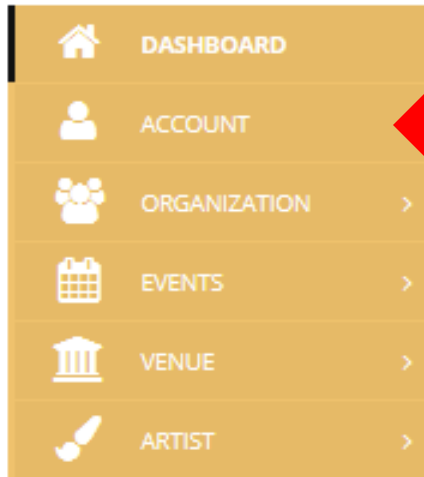 DASHBOARD
ACCOUNT
ORGANIZATION
EVENTS
VENUE
ARTIST